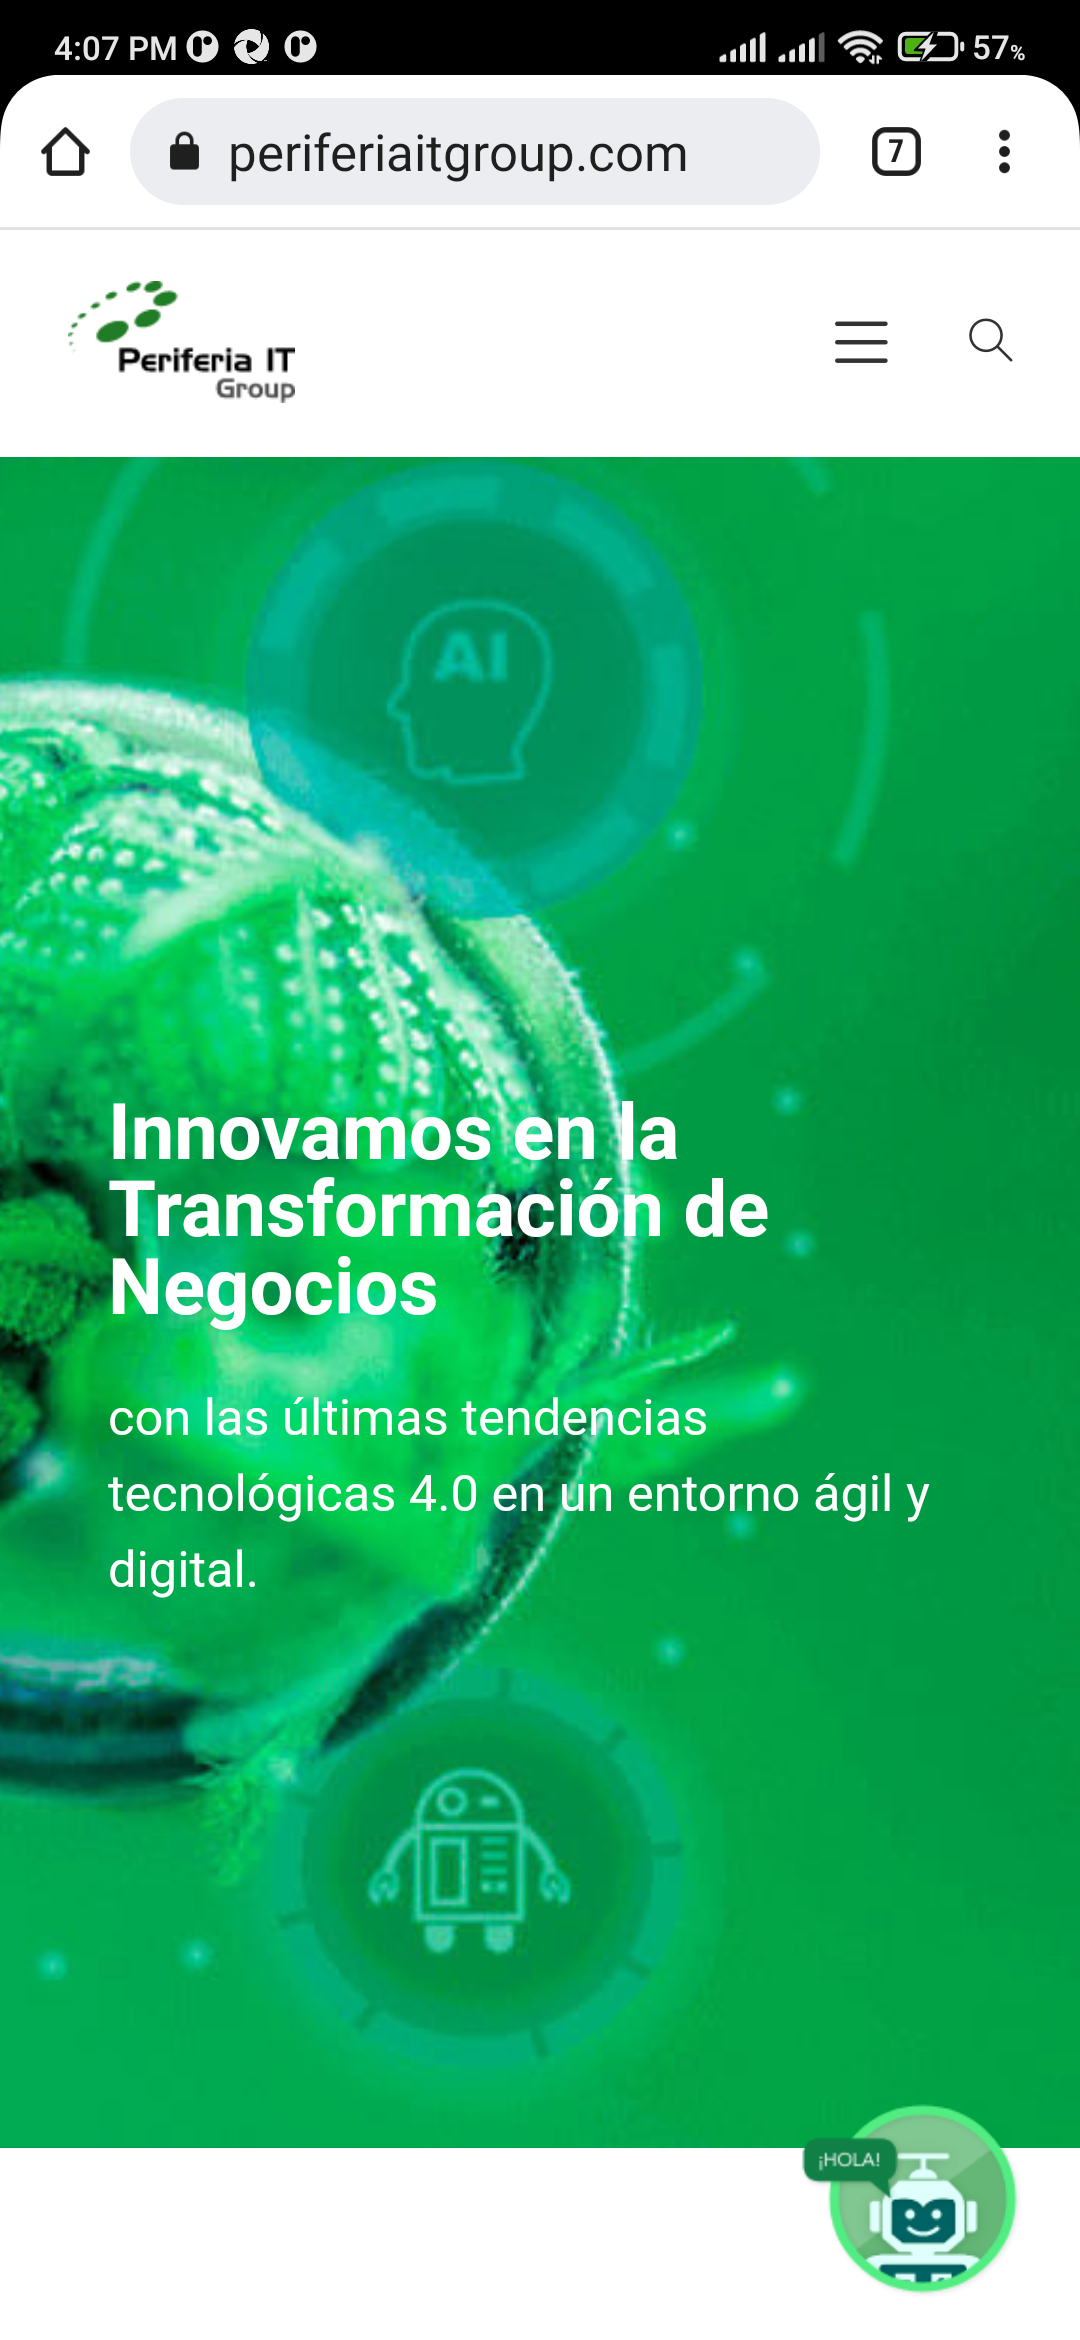 4:07 PM
57%
periferiaitgroup.com
7
Periferia IT
Group
AI
Innovamos en la
Transformación de
Negocios
con las últimas tendencias
tecnológicas 4.0 en un entorno ágil y
digital.
¡HOLA!